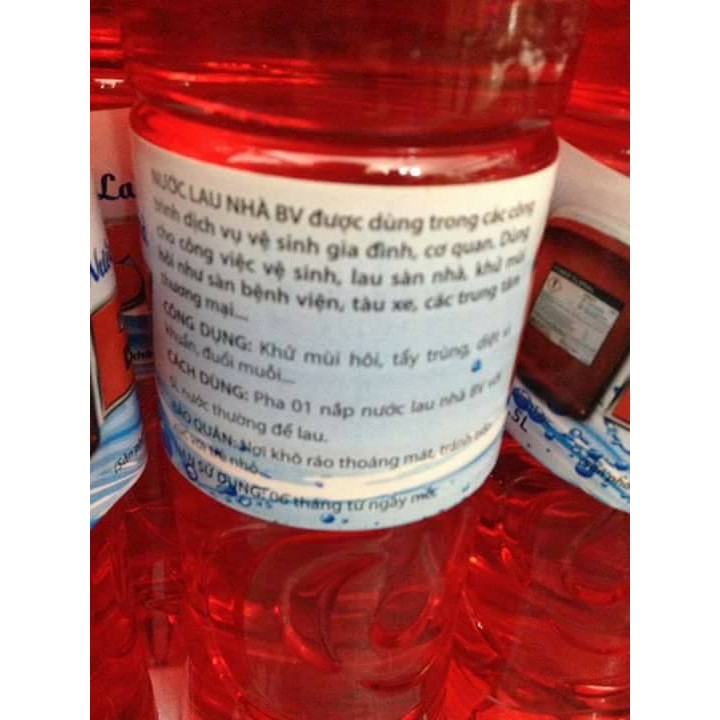 La
NƯỚC LAU NHÀ BV được dùng trong các công
trình dịch vụ vệ sinh gia đình, cơ quan. Dùng
cho công việc vệ sinh, lau sàn nhà, khử mùi
hôi như sàn bệnh viện, tàu xe, các trung tâm
thương mại...
CÔNG DỤNG: Khử mùi hôi, tẩy trùng, diệt vi
khuẩn, đuổi muỗi...
CÁCH DÙNG: Pha 01 nắp nước lau nhà BV với
5L nước thường để lau.
BẢO QUẢN: Nơi khô ráo thoáng mát, tránh
trẻ nhỏ
SỬ DỤNG: 06 tháng từ ngày
5L